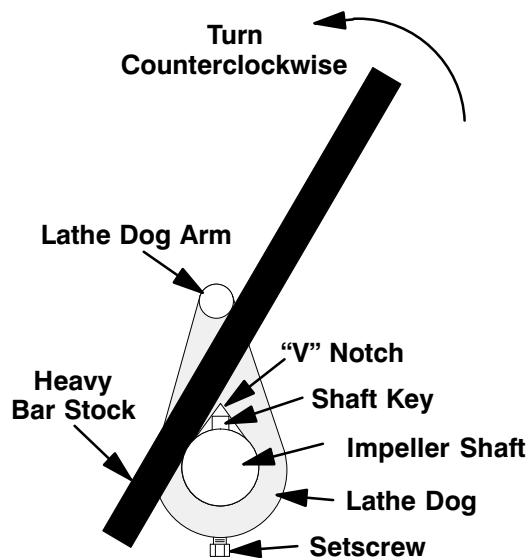 Turn
Counterclockwise
Lathe Dog Arm
“V” Notch
Heavy
Bar Stock
Shaft Key
Impeller Shaft
Lathe Dog
Setscrew